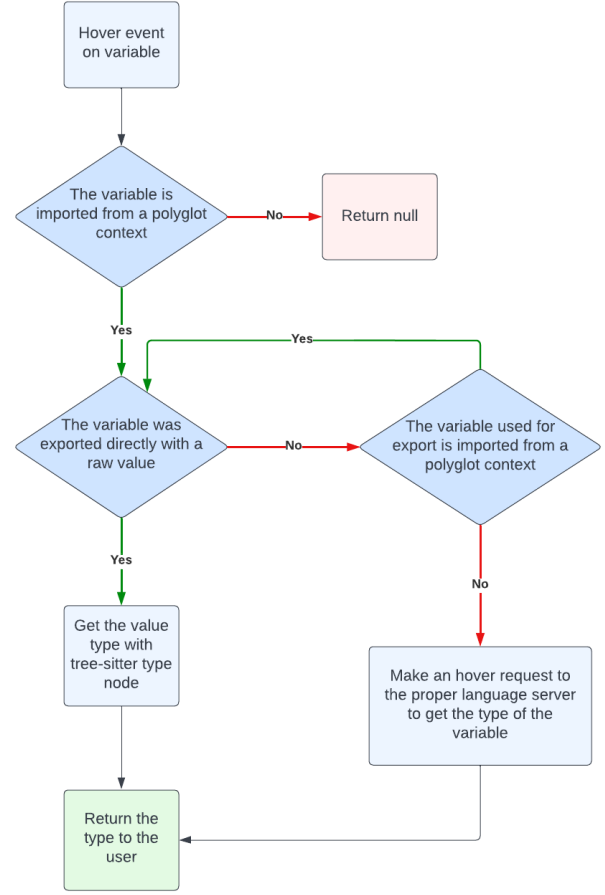 Hover event
on variable
The variable is
imported from a polyglot
context
No
Return null
Yes
Yes
The variable was
exported directly with a
raw value
No
The variable used for
export is imported from a
polyglot context
Yes
No
Get the value
type with
tree-sitter type
node
Make an hover request to
the proper language server
to get the type of the
variable
Return the
type to the
user